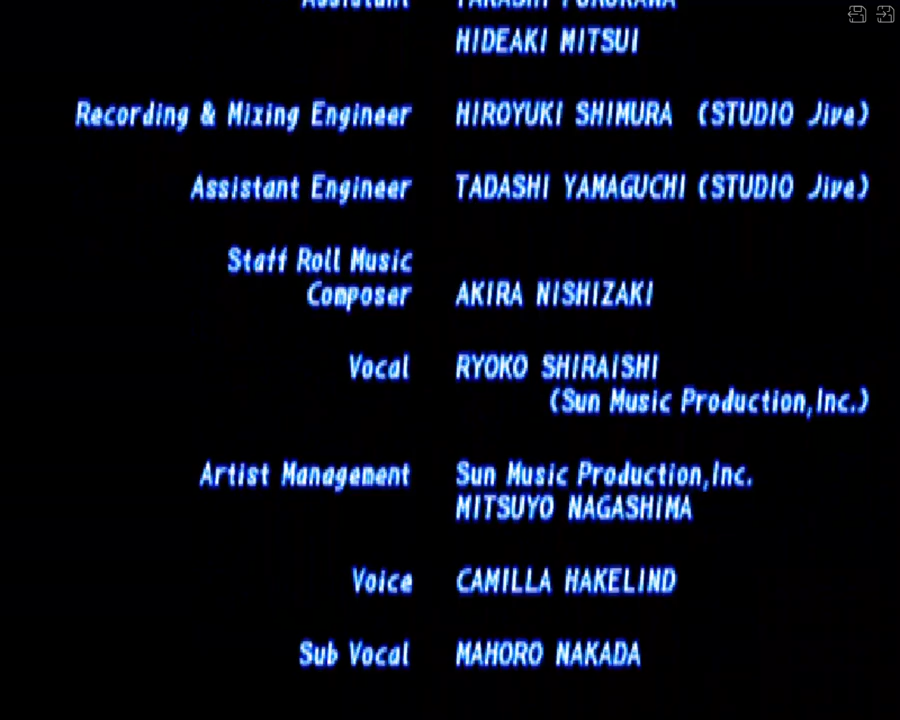 HIDEAKI MITSUI
Recording & Mixing Engineer HIROYUKI SHIMURA (STUDIO Jive)
Assistant Engineer TADASHI YAMAGUCHI (STUDIO Jive)
Staff Roll Music
Composer AKIRA NISHIZAKI
Vocal RYOKO SHIRAISHI
(Sun Music Production,Inc.)
Artist Management Sun Music Production,Inc.
MITSUYO NAGASHIMA
Voice CAMILLA HAKELIND
Sub Vocal MAHORO NAKADA